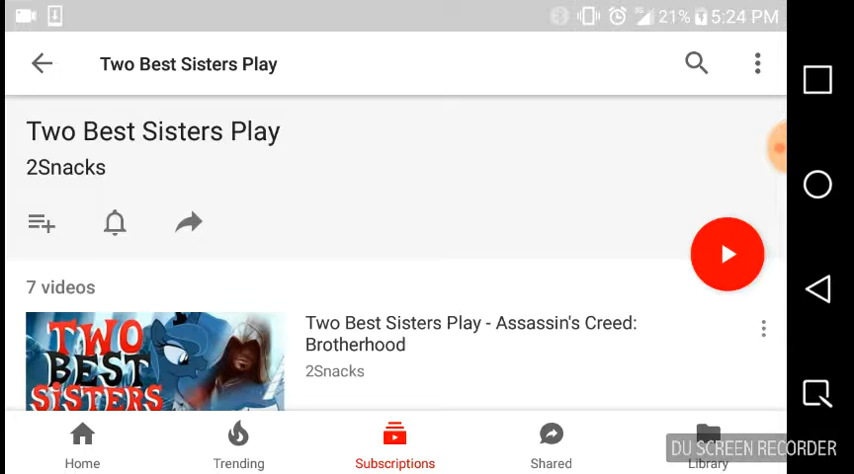 21% 5:24 PM
Two Best Sisters Play
Two Best Sisters Play
2Snacks
7 videos
TWO
BEST
SISTERS
Two Best Sisters Play - Assassin's Creed:
Brotherhood
2Snacks
Home
Trending
Subscriptions
Shared
Library
DU SCREEN RECORDER